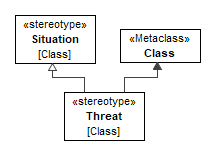 «stereotype»
Situation
[Class]
«Metaclass»
Class
«stereotype»
Threat
[Class]